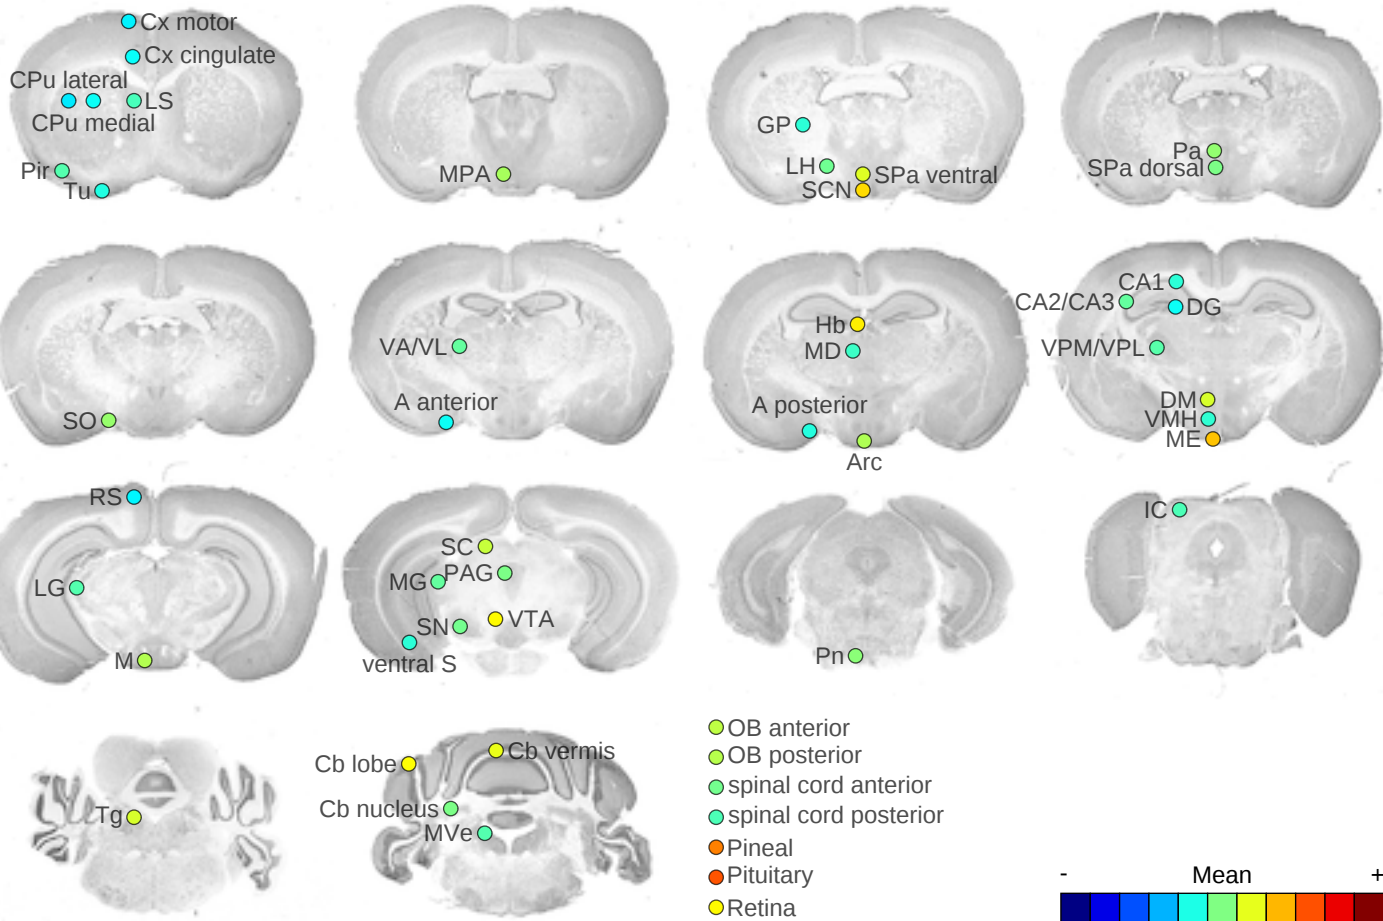 Cx motor
Cx cingulate
CPu lateral
LS
CPu medial
Pir
Tu
MPA
GP
LH
SPa ventral
SCN
Pa
SPa dorsal
SO
VA/VL
A anterior
Hb
MD
A posterior
Arc
CA1
CA2/CA3
DG
VPM/VPL
DM
VMH
ME
RS
LG
M
SC
PAG
MG
VTA
SN
ventral S
Pn
IC
Tg
Cb vermis
Cb lobe
Cb nucleus
MVe
OB anterior
OB posterior
spinal cord anterior
spinal cord posterior
Pineal
Pituitary
Retina
- Mean +